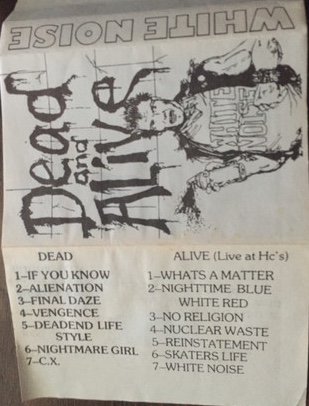 WHITE NOISE
Dead
and
ALIVE
WHITE
NOISE
DEAD
1-IF YOU KNOW
2-ALIENATION
3-FINAL DAZE
4-VENGENCE
5-DEADEND LIFE
STYLE
6-NIGHTMARE GIRL
7-C.X.
ALIVE (Live at Hc's)
1-WHATS A MATTER
2-NIGHTTIME BLUE
WHITE RED
3-NO RELIGION
4-NUCLEAR WASTE
5-REINSTATEMENT
6-SKATERS LIFE
7-WHITE NOISE